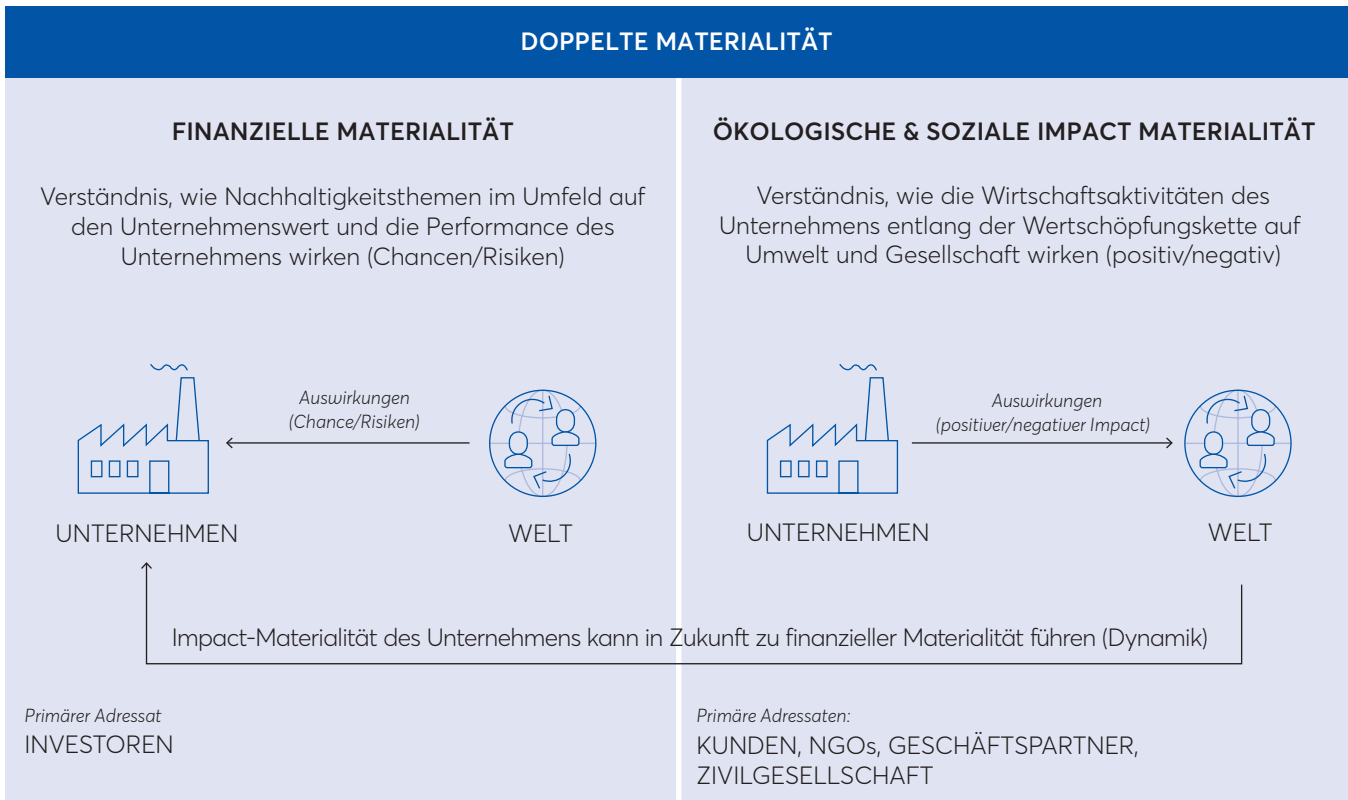 DOPPELTE MATERIALITÄT
FINANZIELLE MATERIALITÄT
Verständnis, wie Nachhaltigkeitsthemen im Umfeld auf
den Unternehmenswert und die Performance des
Unternehmens wirken (Chancen/Risiken)
Auswirkungen
(Chance/Risiken)
UNTERNEHMEN
WELT
ÖKOLOGISCHE & SOZIALE IMPACT MATERIALITÄT
Verständnis, wie die Wirtschaftsaktivitäten des
Unternehmens entlang der Wertschöpfungskette auf
Umwelt und Gesellschaft wirken (positiv/negativ)
Auswirkungen
(positiver/negativer Impact)
UNTERNEHMEN
WELT
Impact-Materialität des Unternehmens kann in Zukunft zu finanzieller Materialität führen (Dynamik)
Primärer Adressat
INVESTOREN
Primäre Adressaten:
KUNDEN, NGOs, GESCHÄFTSPARTNER,
ZIVILGESELLSCHAFT